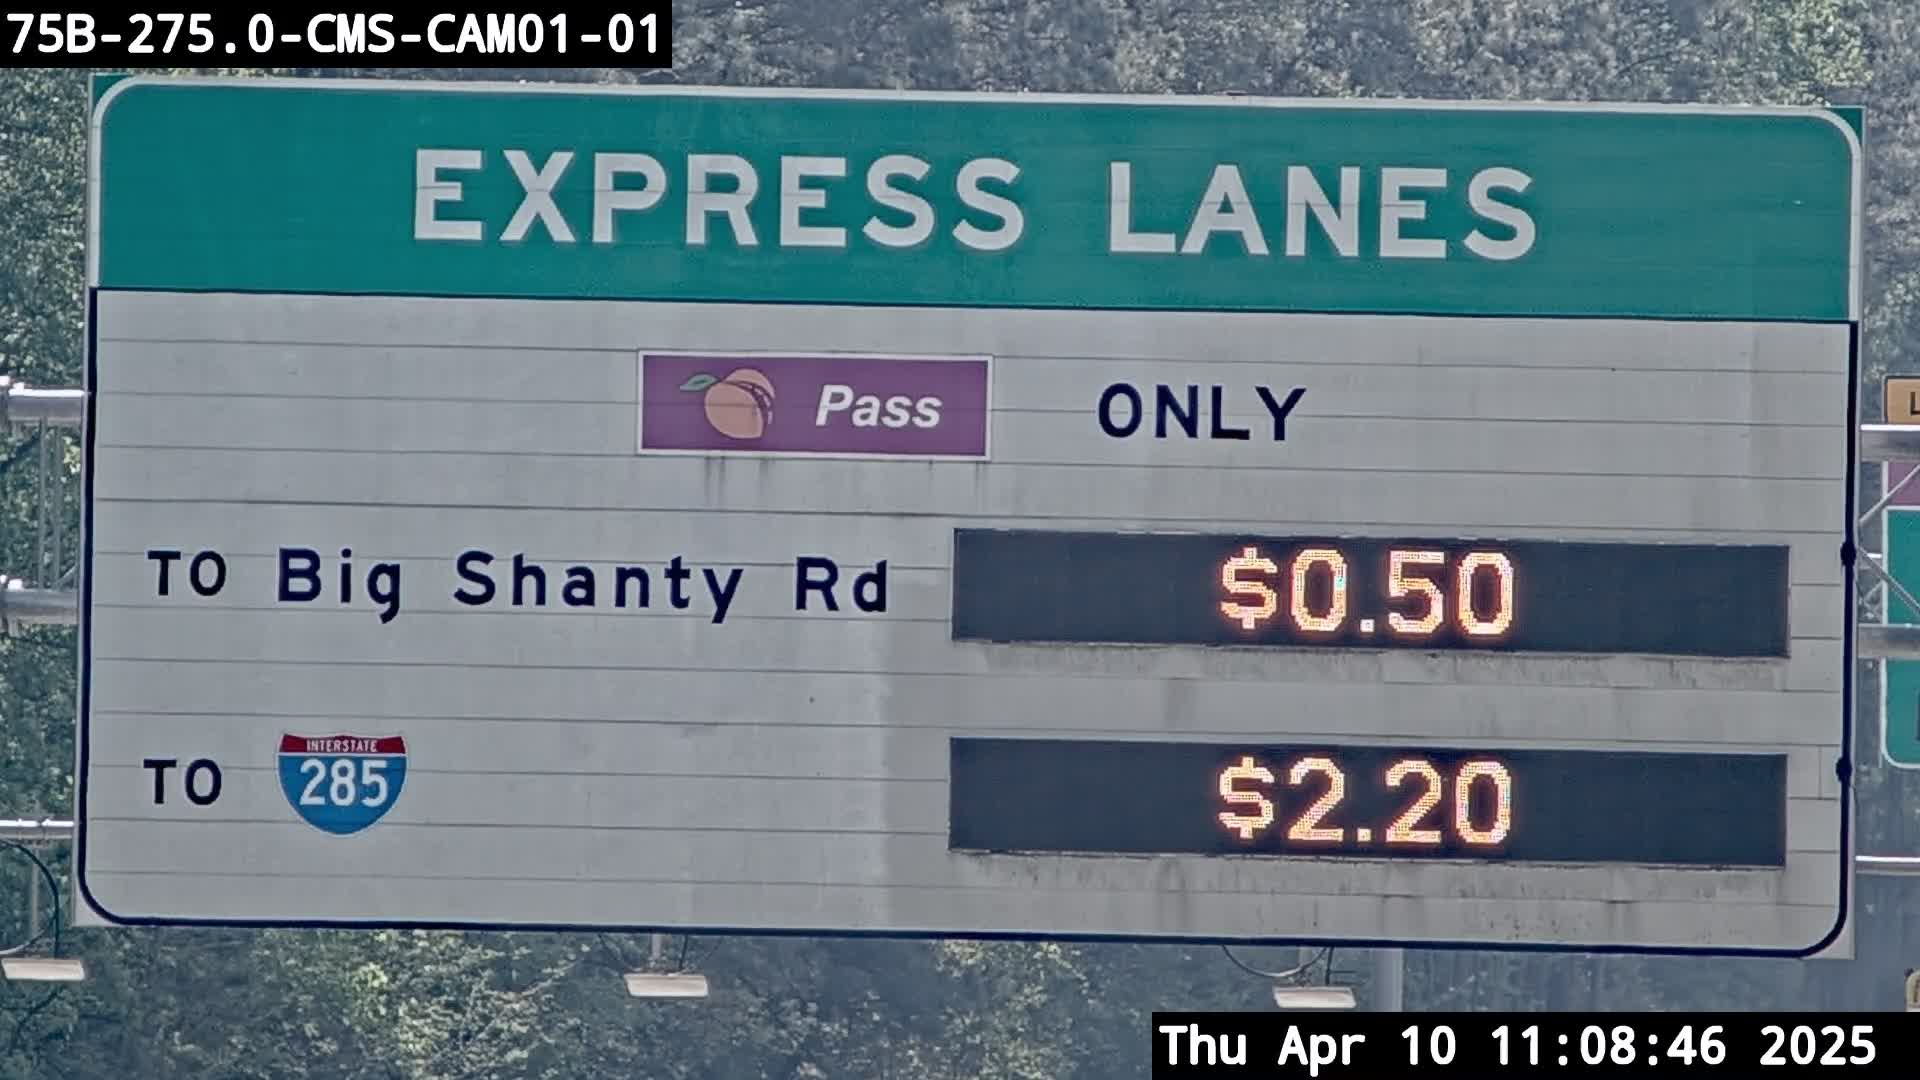 75B-275.0-CMS-CAM01-01
EXPRESS LANES
Pass ONLY
TO Big Shanty Rd $0.50
TO INTERSTATE 285 $2.20
Thu Apr 10 11:08:46 2025